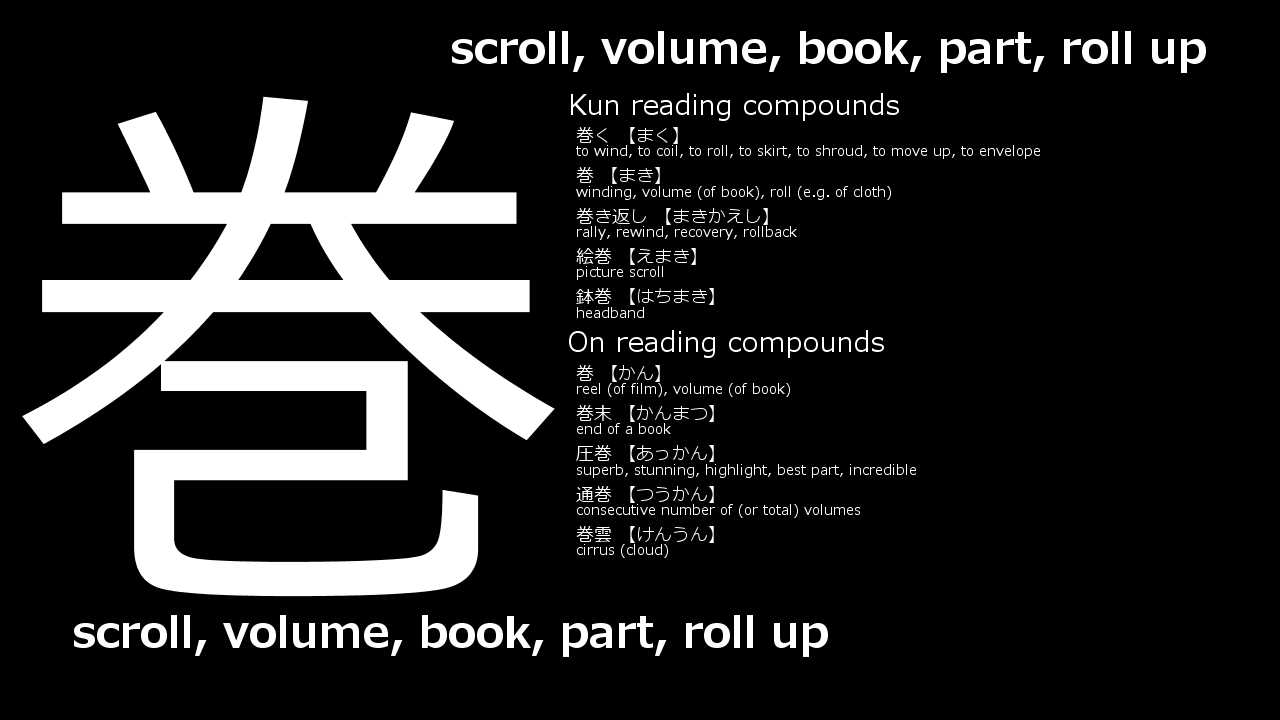 scroll, volume, book, part, roll up
巻
Kun reading compounds
巻く 【まく】
to wind, to coil, to roll, to skirt, to shroud, to move up, to envelope
巻 【まき】
winding, volume (of book), roll (e.g. of cloth)
巻き返し 【まきかえし】
rally, rewind, recovery, rollback
絵巻 【えまき】
picture scroll
鉢巻 【はちまき】
headband
On reading compounds
巻 【かん】
reel (of film), volume (of book)
巻末 【かんまつ】
end of a book
圧巻 【あっかん】
superb, stunning, highlight, best part, incredible
通巻 【つうかん】
consecutive number of (or total) volumes
巻雲 【けんうん】
cirrus (cloud)
scroll, volume, book, part, roll up